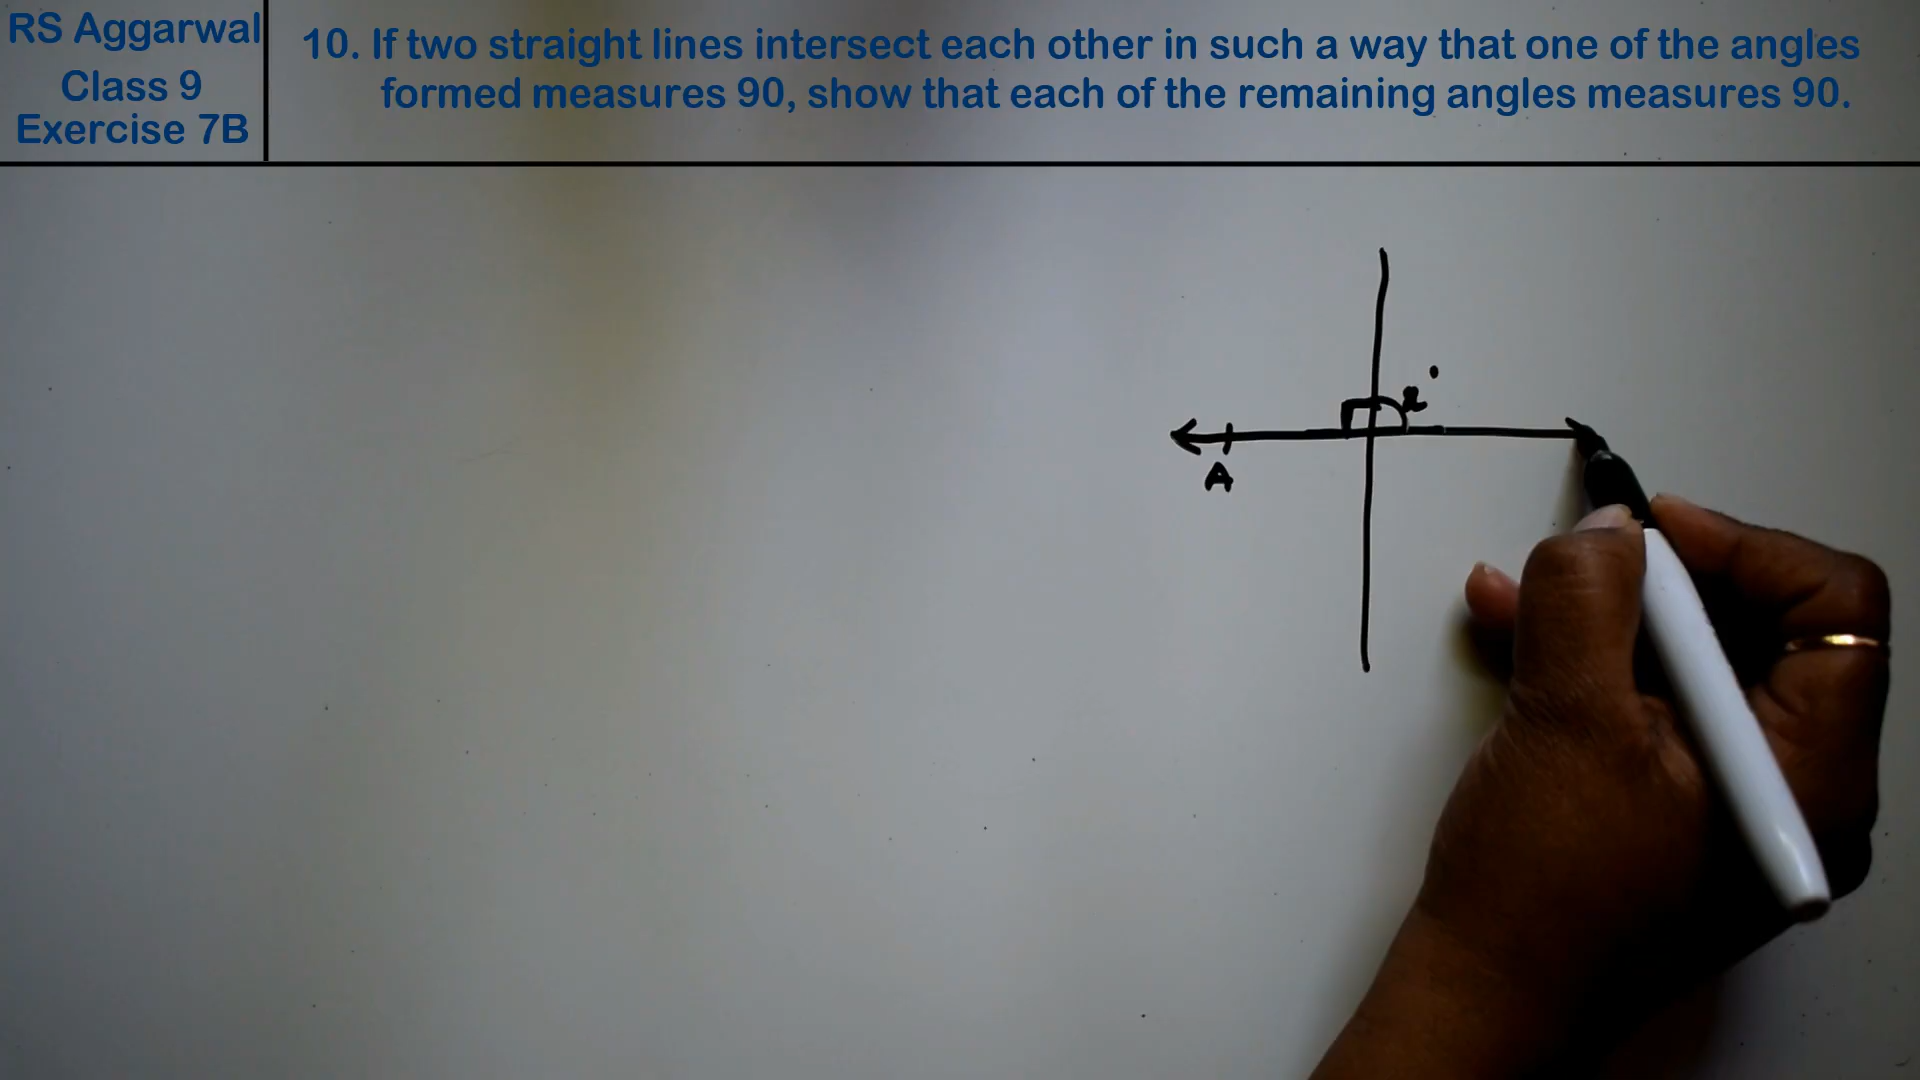 RS Aggarwal
Class 9
Exercise 7B
10. If two straight lines intersect each other in such a way that one of the angles
formed measures 90, show that each of the remaining angles measures 90.
A